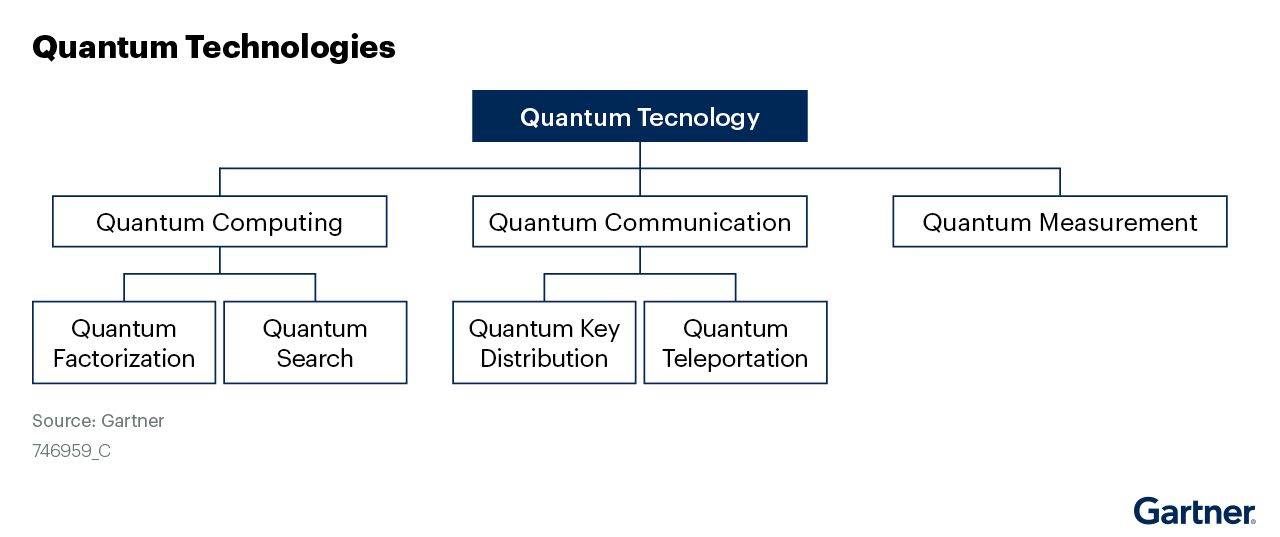 Quantum Technologies
Quantum Tecnology
Quantum Computing
Quantum Communication
Quantum Measurement
Quantum
Factorization
Quantum
Search
Quantum Key
Distribution
Quantum
Teleportation
Source: Gartner
746959_C
Gartner®